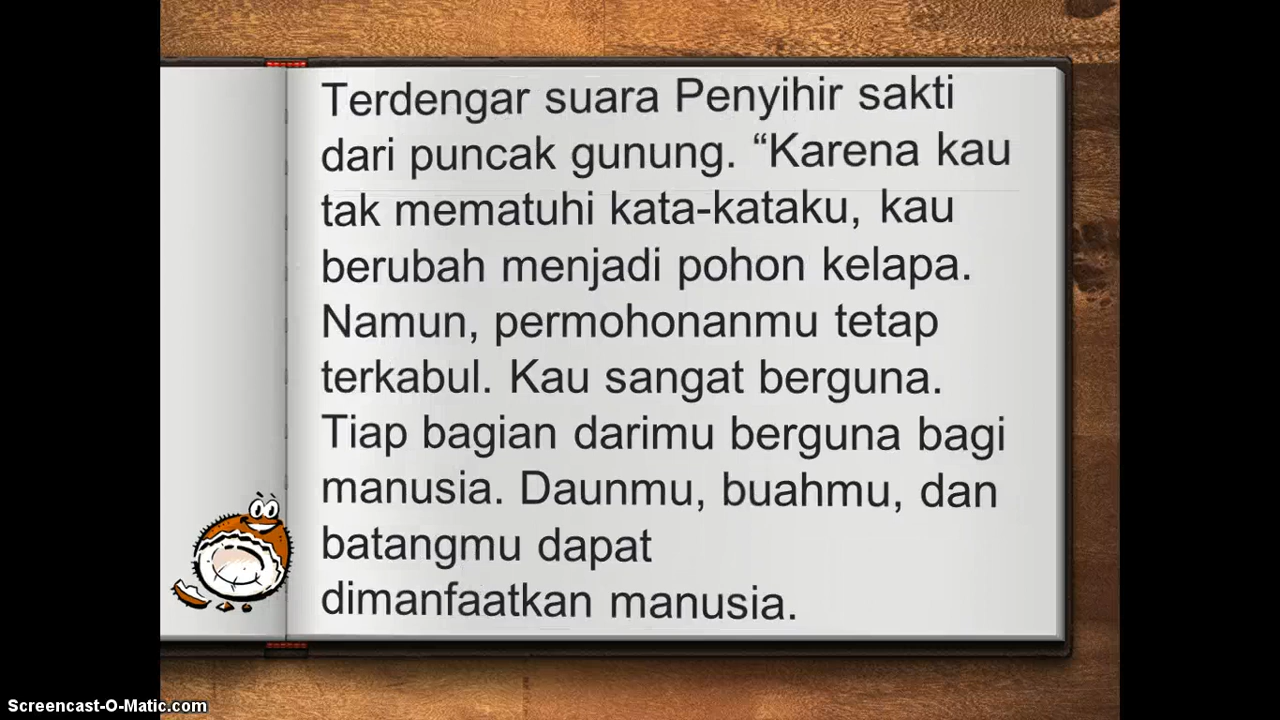 Terdengar suara Penyihir sakti
dari puncak gunung. “Karena kau
tak mematuhi kata-kataku, kau
berubah menjadi pohon kelapa.
Namun, permohonanmu tetap
terkabul. Kau sangat berguna.
Tiap bagian darimu berguna bagi
manusia. Daunmu, buahmu, dan
batangmu dapat
dimanfaatkan manusia.
Screencast-O-Matic.com